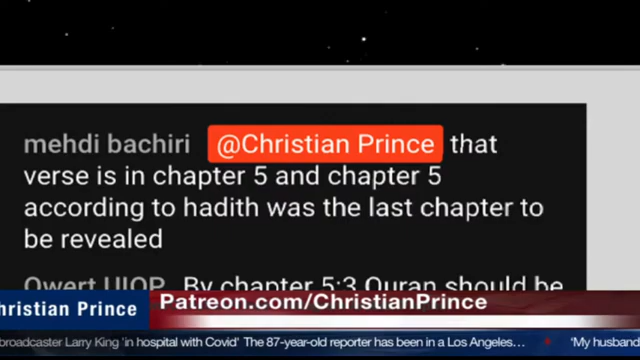 mehdi bachiri @Christian Prince that
verse is in chapter 5 and chapter 5
according to hadith was the last chapter to
be revealed
Qwert UIOP By chapter 5:3 Quran should be
hristian Prince
Patreon.com/ChristianPrince
broadcaster Larry King 'in hospital with Covid' The 87-year-old reporter has been in a Los Angeles... 'My husband